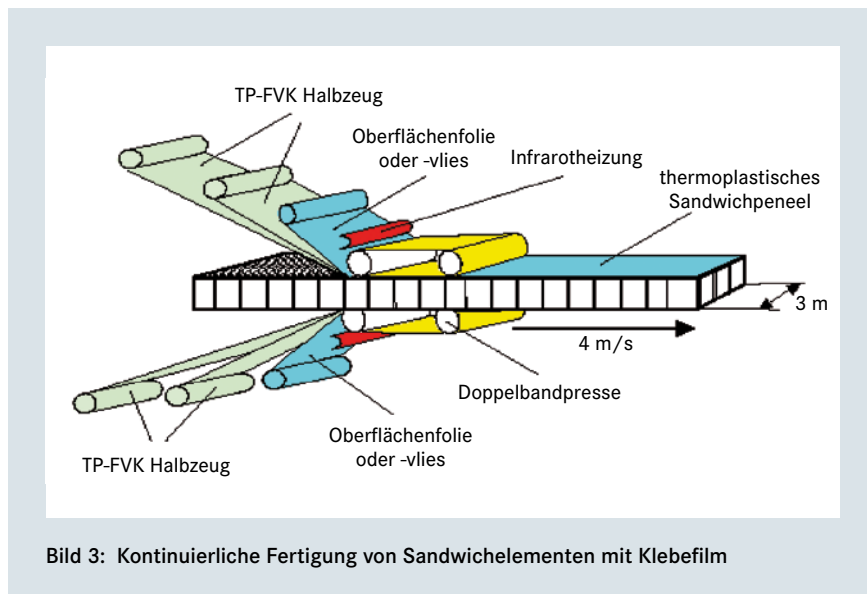 TP-FVK Halbzeug
Oberflächenfolie
oder -vlies
Infrarotheizung
thermoplastisches
Sandwichpeneel
3 m
4 m/s
Doppelbandpresse
Oberflächenfolie
oder -vlies
TP-FVK Halbzeug
Bild 3: Kontinuierliche Fertigung von Sandwichelementen mit Klebefilm